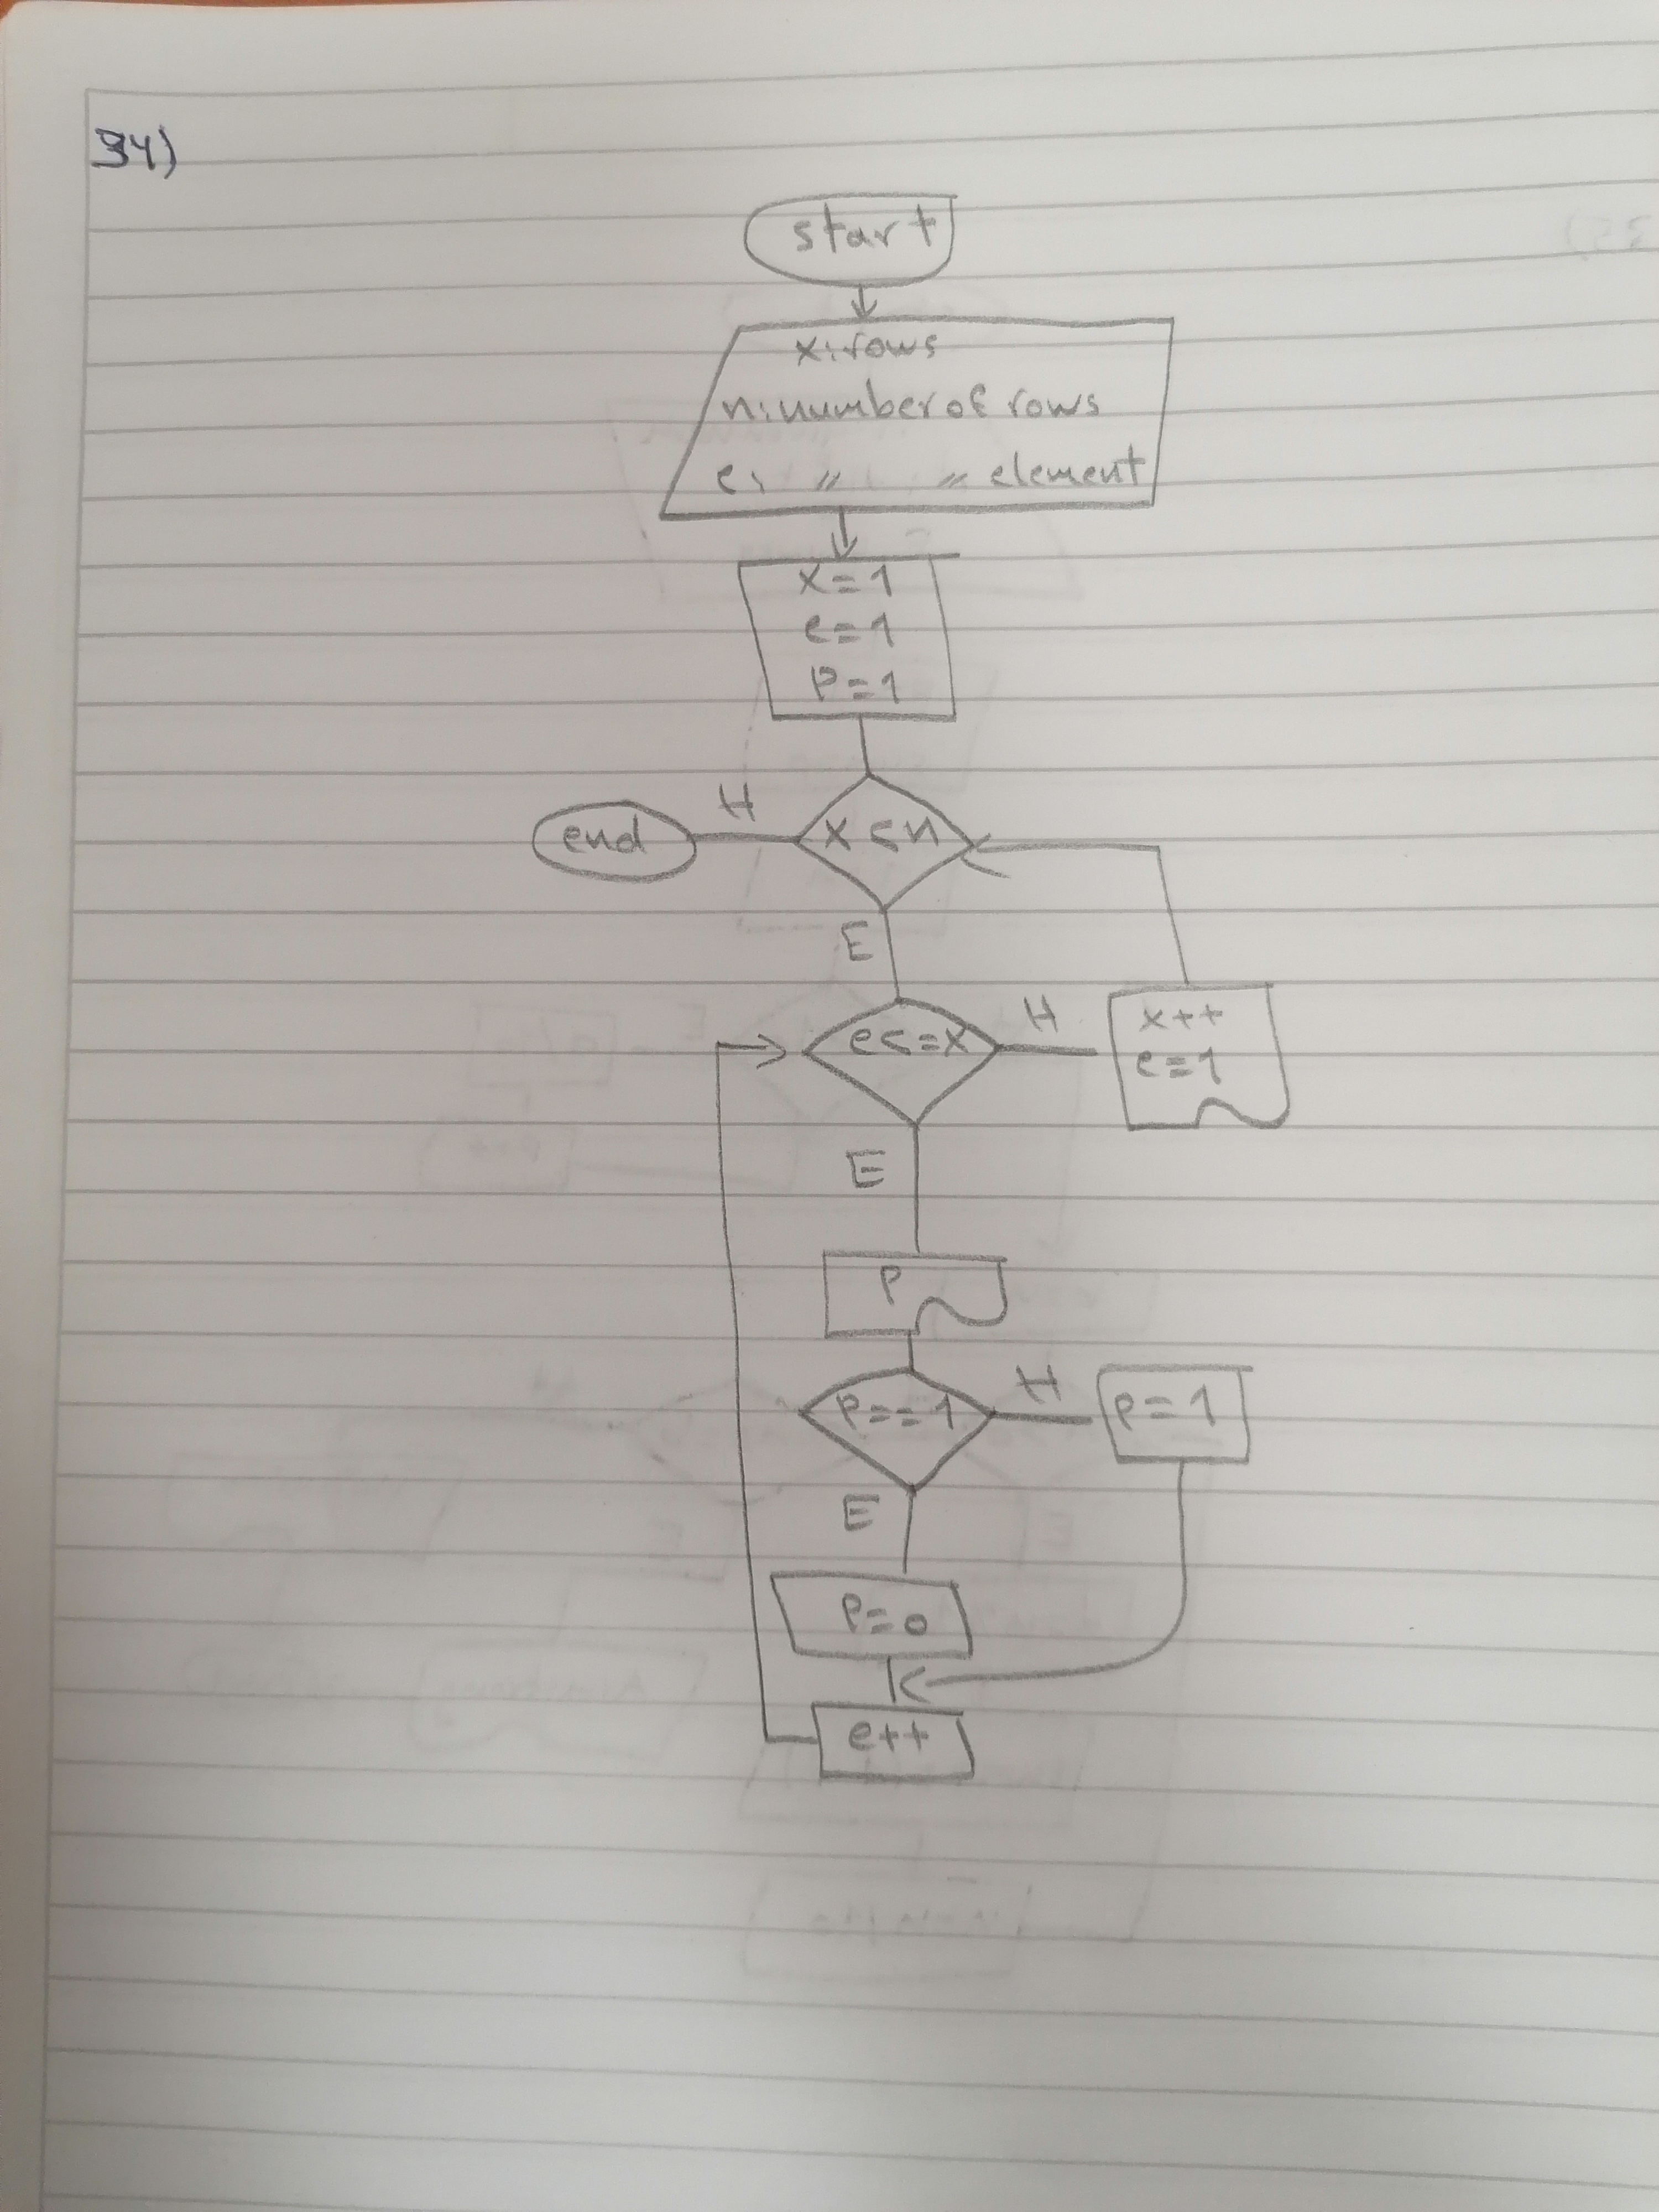 34)
start
x: rows
n: number of rows
e: " " element
x=1
e=1
P=1
H
end
x<n
E
e<=x
H
x++
e=1
E
P
P==1
H
P=1
E
P=0
e++